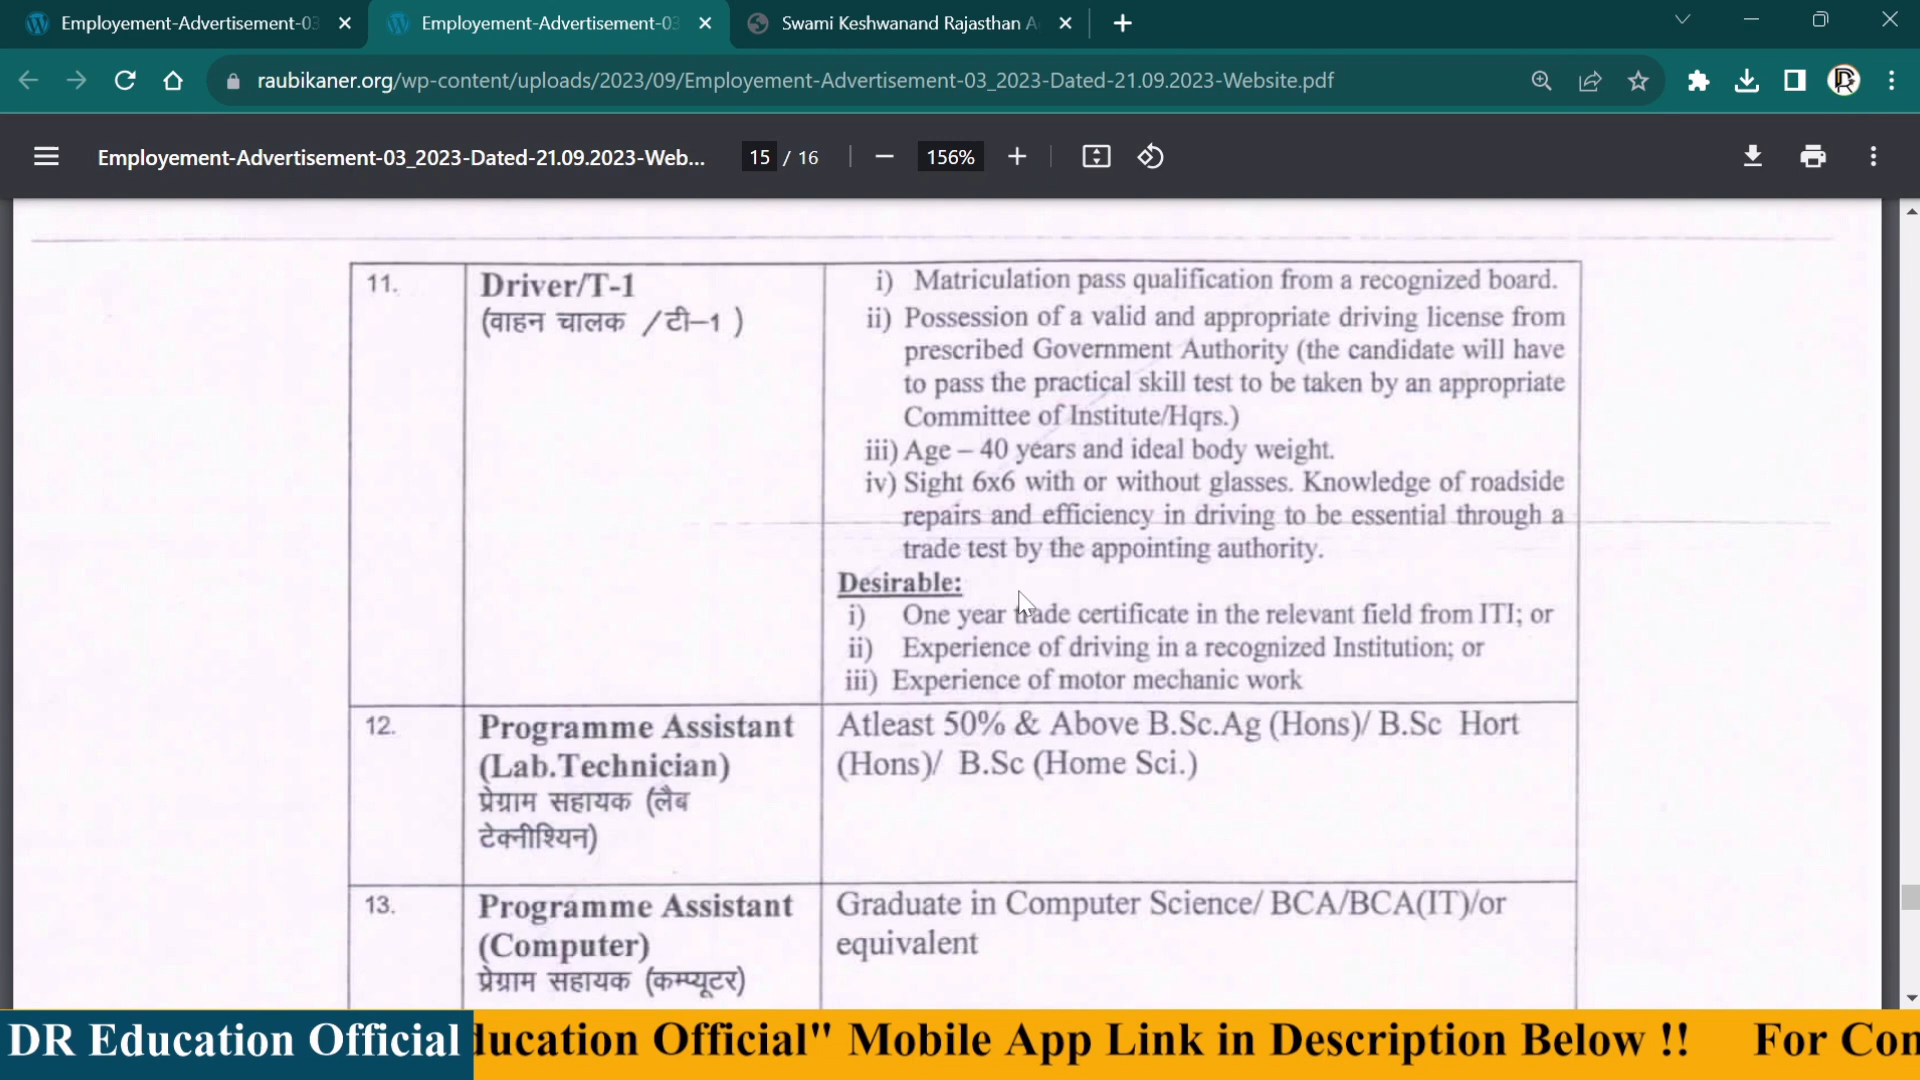 Employement-Advertisement-03
Employement-Advertisement-03
Swami Keshwanand Rajasthan A
raubikaner.org/wp-content/uploads/2023/09/Employement-Advertisement-03_2023-Dated-21.09.2023-Website.pdf
Employement-Advertisement-03_2023-Dated-21.09.2023-Web... 15 / 16 156%
11. Driver/T-1
(वाहन चालक /टी–1 )
i) Matriculation pass qualification from a recognized board.
ii) Possession of a valid and appropriate driving license from
prescribed Government Authority (the candidate will have
to pass the practical skill test to be taken by an appropriate
Committee of Institute/Hqrs.)
iii) Age – 40 years and ideal body weight.
iv) Sight 6x6 with or without glasses. Knowledge of roadside
repairs and efficiency in driving to be essential through a
trade test by the appointing authority.
Desirable:
i) One year trade certificate in the relevant field from ITI; or
ii) Experience of driving in a recognized Institution; or
iii) Experience of motor mechanic work
12. Programme Assistant
(Lab.Technician)
प्रेग्राम सहायक (लैब
टेक्नीश्यिन)
Atleast 50% & Above B.Sc.Ag (Hons)/ B.Sc Hort
(Hons)/ B.Sc (Home Sci.)
13. Programme Assistant
(Computer)
प्रेग्राम सहायक (कम्प्यूटर)
Graduate in Computer Science/ BCA/BCA(IT)/or
equivalent
DR Education Official
ducation Official" Mobile App Link in Description Below !! For Con